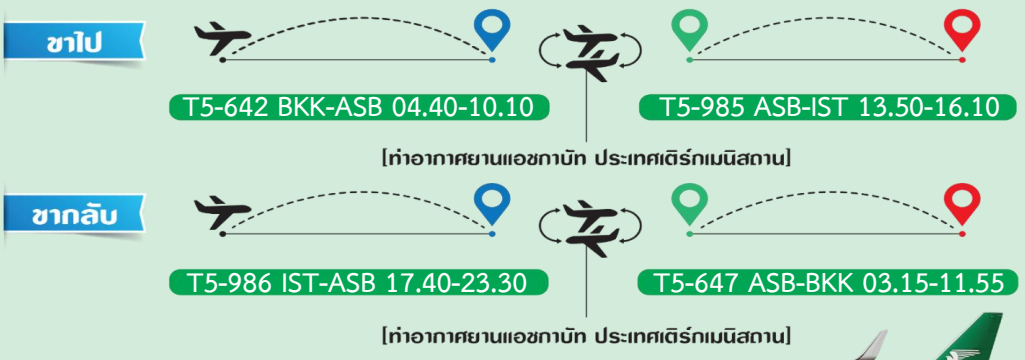 ขาไป
T5-642 BKK-ASB 04.40-10.10
T5-985 ASB-IST 13.50-16.10
[ท่าอากาศยานแอชกาบัท ประเทศเติร์กเมนิสถาน]
ขากลับ
T5-986 IST-ASB 17.40-23.30
T5-647 ASB-BKK 03.15-11.55
[ท่าอากาศยานแอชกาบัท ประเทศเติร์กเมนิสถาน]